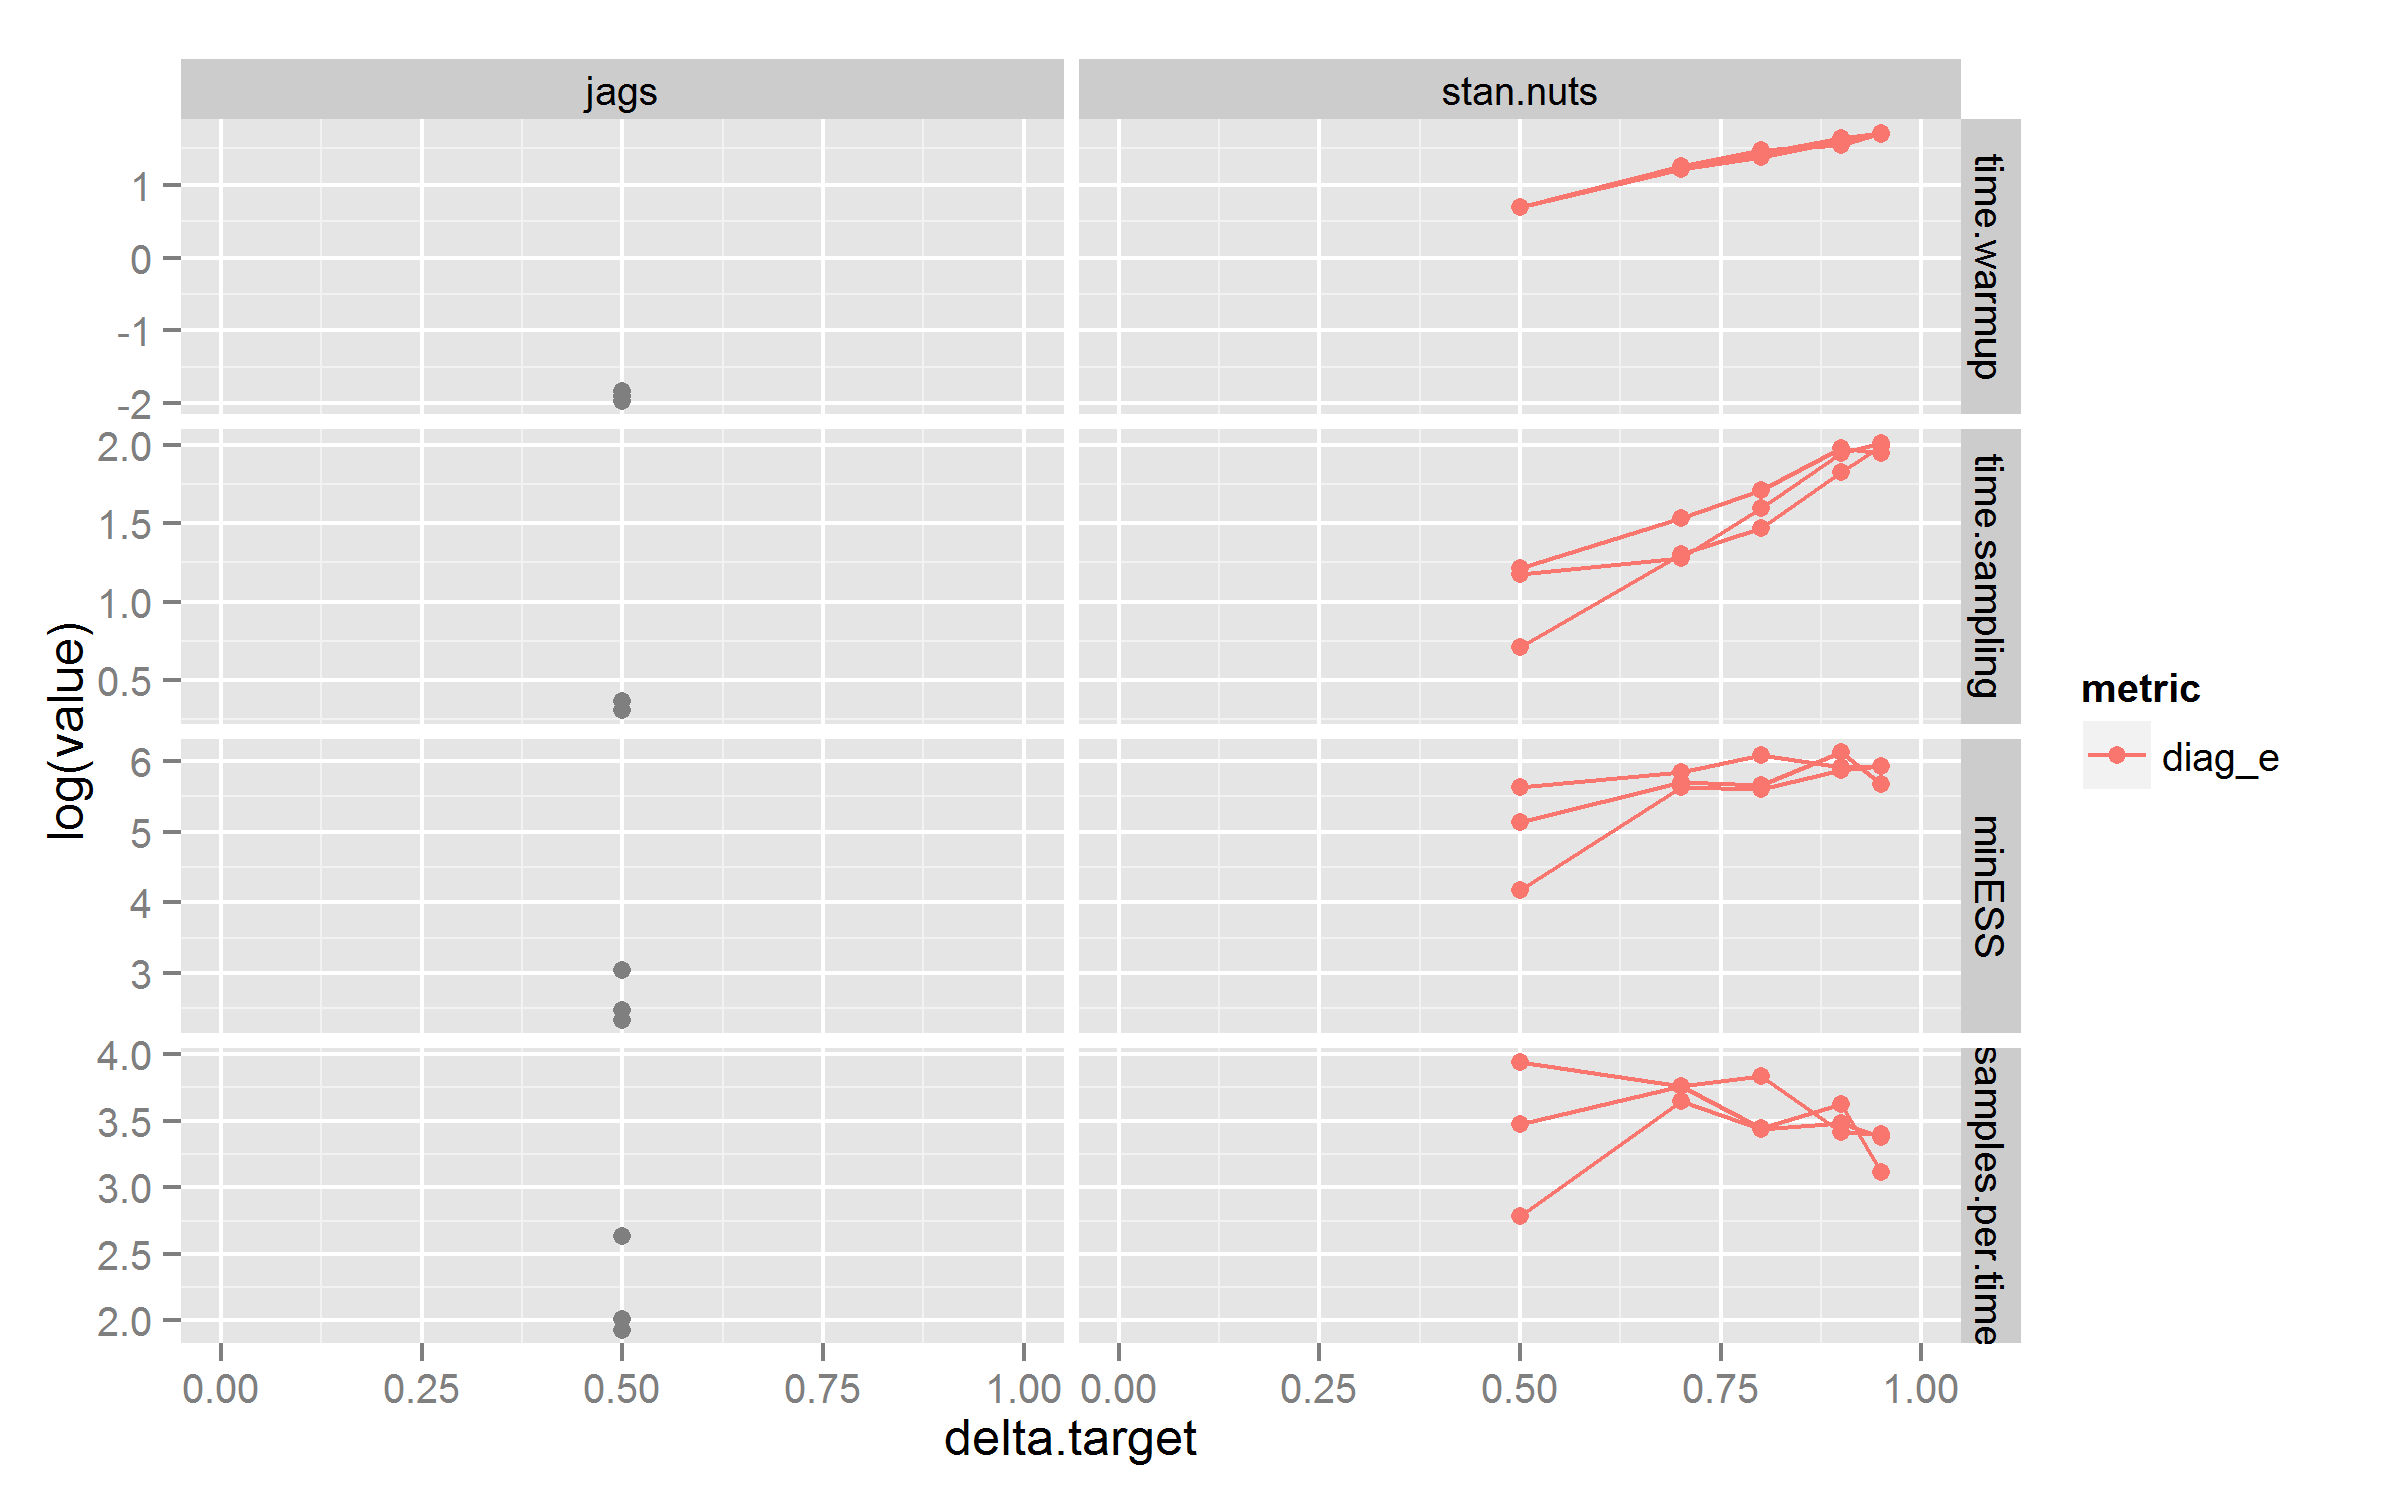 jags
stan.nuts
log(value)
1
0
-1
-2
time.warmup
2.0
1.5
1.0
0.5
time.sampling
6
5
4
3
minESS
4.0
3.5
3.0
2.5
2.0
samples.per.time
0.00 0.25 0.50 0.75 1.00
0.00 0.25 0.50 0.75 1.00
delta.target
metric
diag_e